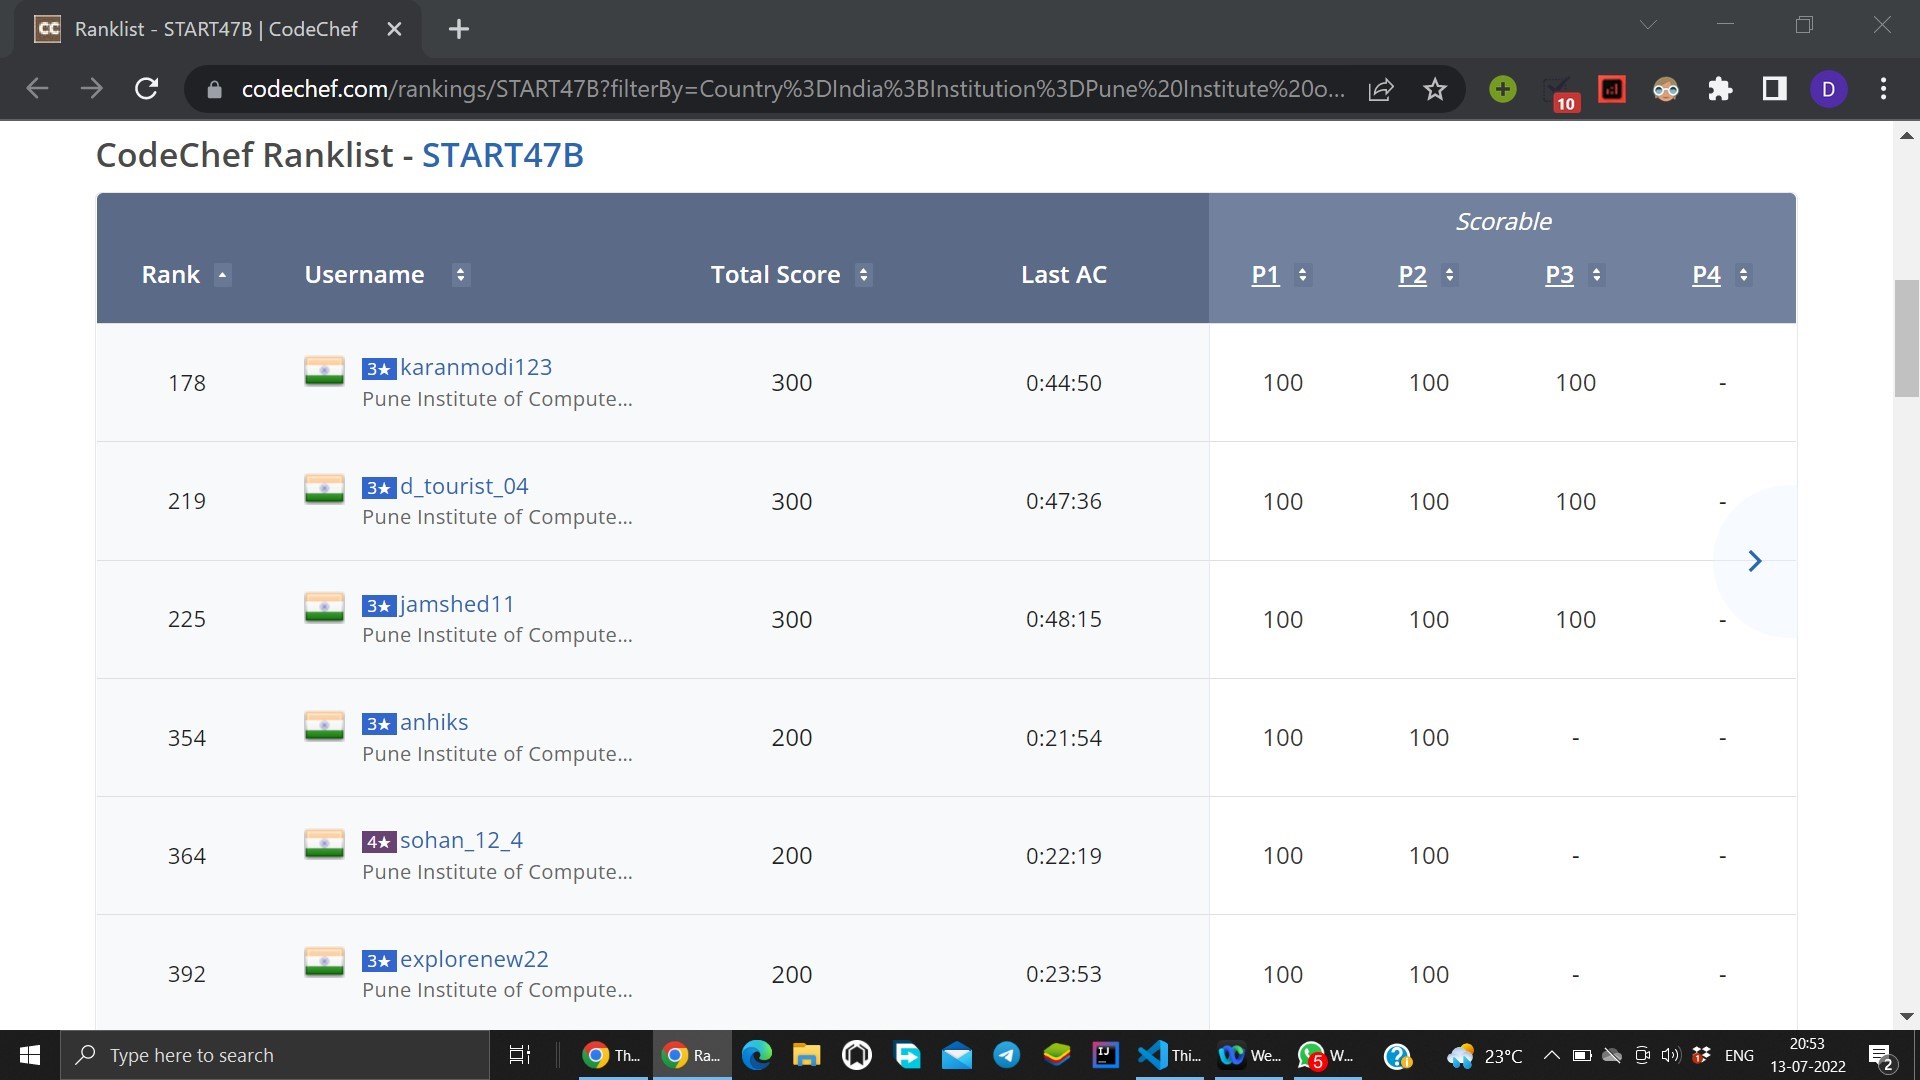 CC Ranklist - START47B | CodeChef
codechef.com/rankings/START47B?filterBy=Country%3DIndia%3BInstitution%3DPune%20Institute%20o... 10 D
CodeChef Ranklist - START47B
Scorable
Rank Username Total Score Last AC P1 P2 P3 P4
178 3★ karanmodi123 300 0:44:50 100 100 100 -
Pune Institute of Compute...
219 3★ d_tourist_04 300 0:47:36 100 100 100 -
Pune Institute of Compute...
225 3★ jamshed11 300 0:48:15 100 100 100 -
Pune Institute of Compute...
354 3★ anhiks 200 0:21:54 100 100 - -
Pune Institute of Compute...
364 4★ sohan_12_4 200 0:22:19 100 100 - -
Pune Institute of Compute...
392 3★ explorenew22 200 0:23:53 100 100 - -
Pune Institute of Compute...
Type here to search Th... Ra... IJ Thi... We... 5 W... 23°C ENG 20:53
13-07-2022 2